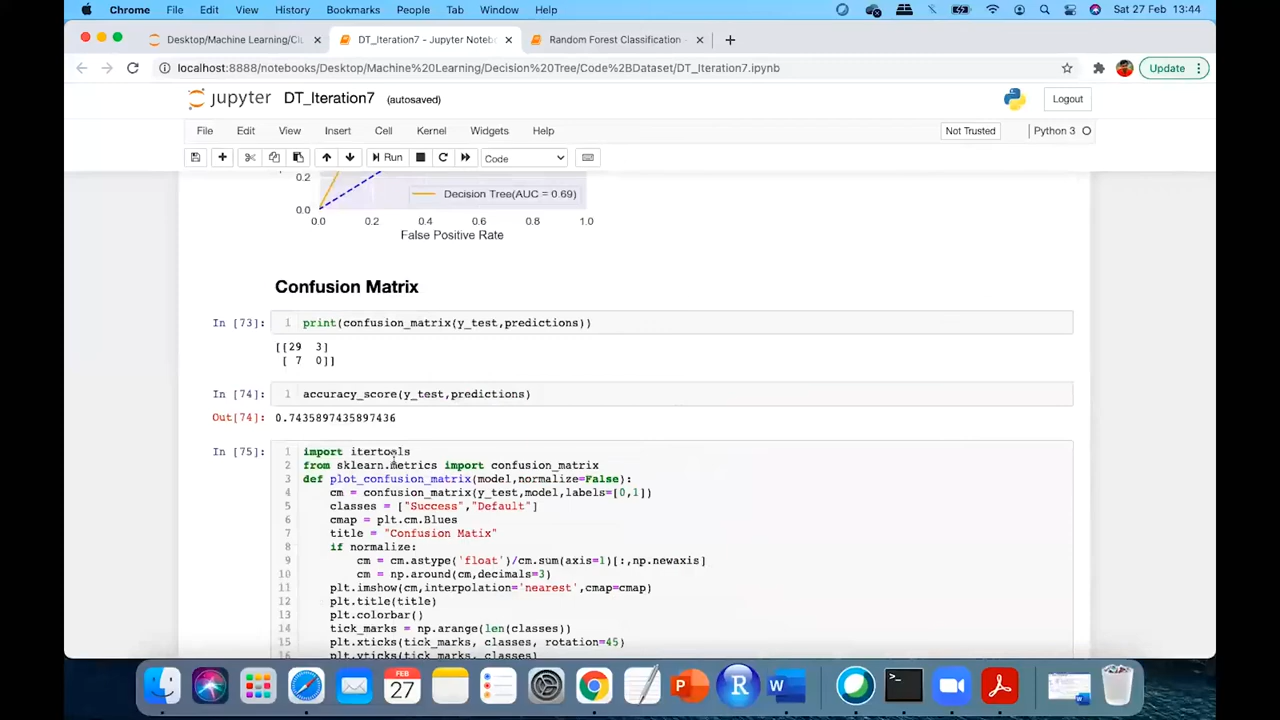 Chrome File Edit View History Bookmarks People Tab Window Help Sat 27 Feb 13:44
Desktop/Machine Learning/Cl DT_Iteration7 - Jupyter Notebo Random Forest Classification -
localhost:8888/notebooks/Desktop/Machine%20Learning/Decision%20Tree/Code%2BDataset/DT_Iteration7.ipynb Update
jupyter DT_Iteration7 (autosaved) Logout
File Edit View Insert Cell Kernel Widgets Help Not Trusted Python 3
Run Code
0.2
Decision Tree(AUC = 0.69)
0.0
0.0 0.2 0.4 0.6 0.8 1.0
False Positive Rate
Confusion Matrix
In [73]: 1 print(confusion_matrix(y_test,predictions))
[[29 3]
[ 7 0]]
In [74]: 1 accuracy_score(y_test,predictions)
Out[74]: 0.7435897435897436
In [75]: 1 import itertools
2 from sklearn.metrics import confusion_matrix
3 def plot_confusion_matrix(model,normalize=False):
4 cm = confusion_matrix(y_test,model,labels=[0,1])
5 classes = ["Success","Default"]
6 cmap = plt.cm.Blues
7 title = "Confusion Matix"
8 if normalize:
9 cm = cm.astype('float')/cm.sum(axis=1)[:,np.newaxis]
10 cm = np.around(cm,decimals=3)
11 plt.imshow(cm,interpolation='nearest',cmap=cmap)
12 plt.title(title)
13 plt.colorbar()
14 tick_marks = np.arange(len(classes))
15 plt.xticks(tick_marks, classes, rotation=45)
16 plt.yticks(tick_marks, classes)
FEB
27